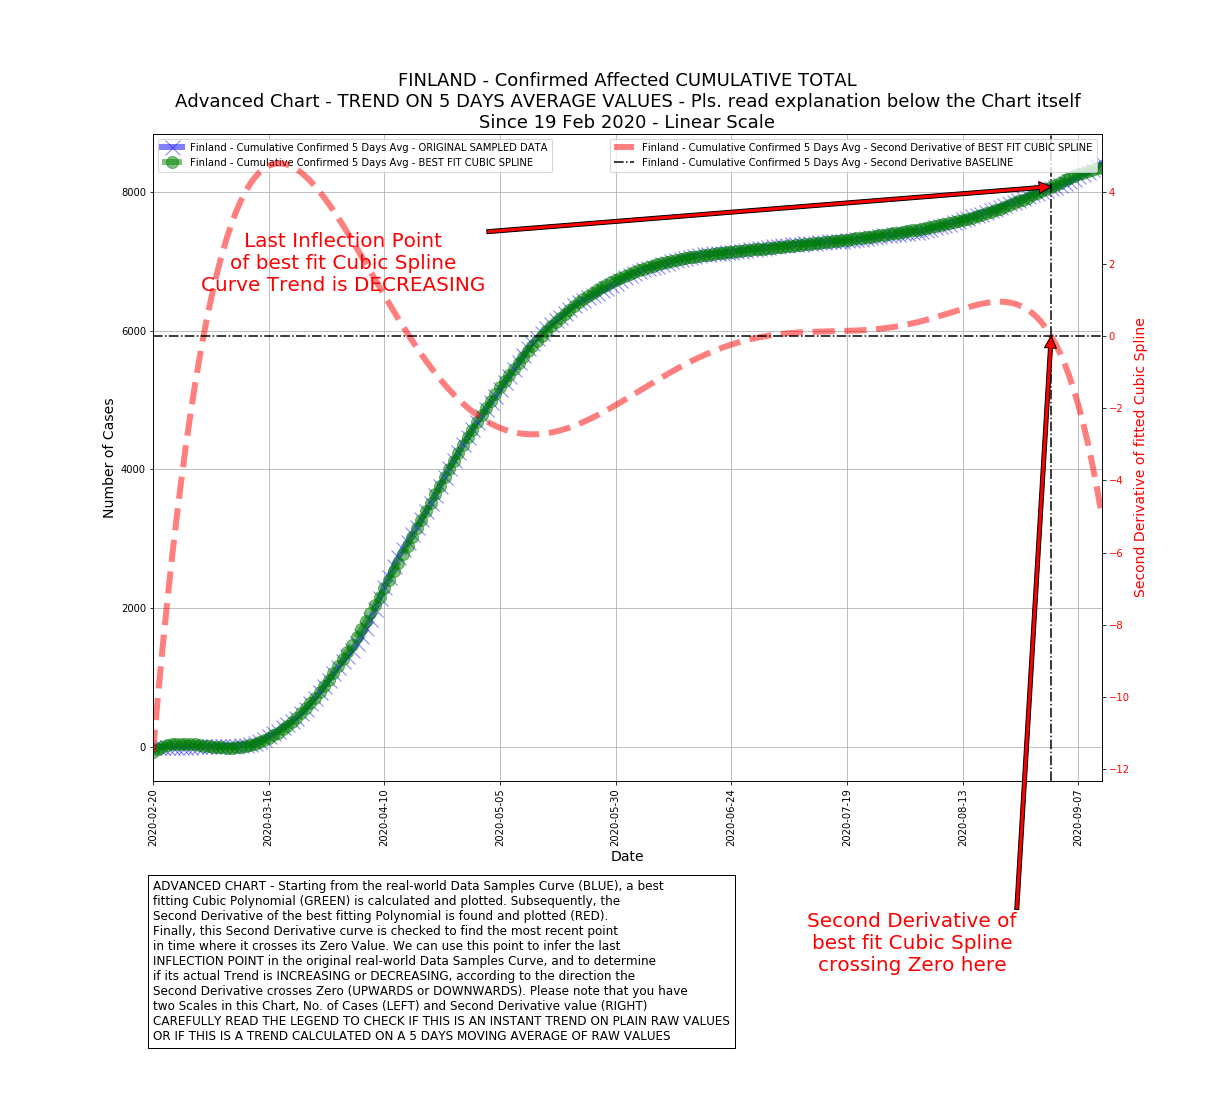 FINLAND - Confirmed Affected CUMULATIVE TOTAL
Advanced Chart - TREND ON 5 DAYS AVERAGE VALUES - Pls. read explanation below the Chart itself
Since 19 Feb 2020 - Linear Scale
Finland - Cumulative Confirmed 5 Days Avg - ORIGINAL SAMPLED DATA
Finland - Cumulative Confirmed 5 Days Avg - BEST FIT CUBIC SPLINE
Finland - Cumulative Confirmed 5 Days Avg - Second Derivative of BEST FIT CUBIC SPLINE
Finland - Cumulative Confirmed 5 Days Avg - Second Derivative BASELINE
Last Inflection Point
of best fit Cubic Spline
Curve Trend is DECREASING
Number of Cases
8000
6000
4000
2000
0
4
2
0
−2
−4
−6
−8
−10
−12
Second Derivative of fitted Cubic Spline
2020-02-20
2020-03-16
2020-04-10
2020-05-05
2020-05-30
2020-06-24
2020-07-19
2020-08-13
2020-09-07
Date
ADVANCED CHART - Starting from the real-world Data Samples Curve (BLUE), a best
fitting Cubic Polynomial (GREEN) is calculated and plotted. Subsequently, the
Second Derivative of the best fitting Polynomial is found and plotted (RED).
Finally, this Second Derivative curve is checked to find the most recent point
in time where it crosses its Zero Value. We can use this point to infer the last
INFLECTION POINT in the original real-world Data Samples Curve, and to determine
if its actual Trend is INCREASING or DECREASING, according to the direction the
Second Derivative crosses Zero (UPWARDS or DOWNWARDS). Please note that you have
two Scales in this Chart, No. of Cases (LEFT) and Second Derivative value (RIGHT)
CAREFULLY READ THE LEGEND TO CHECK IF THIS IS AN INSTANT TREND ON PLAIN RAW VALUES
OR IF THIS IS A TREND CALCULATED ON A 5 DAYS MOVING AVERAGE OF RAW VALUES
Second Derivative of
best fit Cubic Spline
crossing Zero here